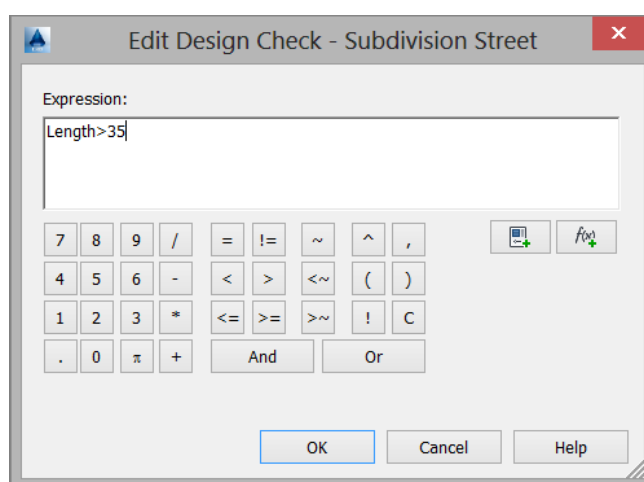 Edit Design Check - Subdivision Street ×
Expression:
Length>35
7 8 9 / = != ~ ^ ,
4 5 6 - < > <~ ( )
1 2 3 * <= >= >~ ! C
. 0 π + And Or
f(x)
OK Cancel Help